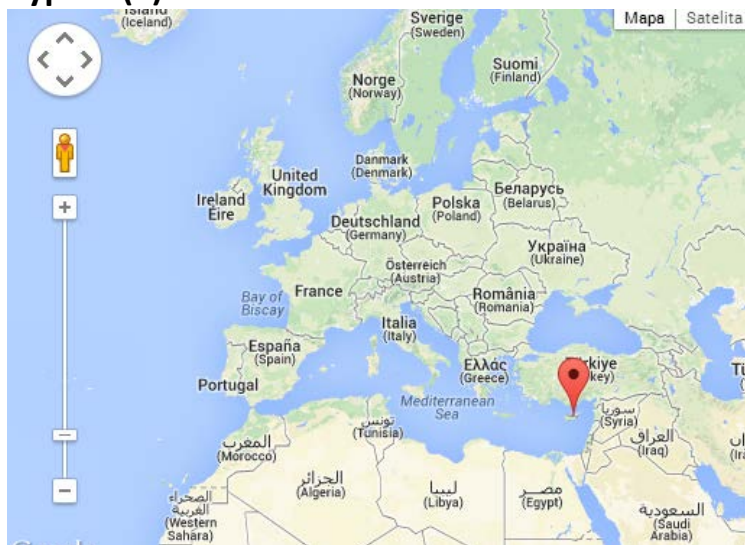 Ísland
(Iceland)
Sverige
(Sweden)
Mapa
Satelita
Suomi
(Finland)
Norge
(Norway)
Danmark
(Denmark)
United
Kingdom
Ireland
Éire
Беларусь
(Belarus)
Polska
(Poland)
Deutschland
(Germany)
Україна
(Ukraine)
Österreich
(Austria)
France
Bay of
Biscay
România
(Romania)
Italia
(Italy)
España
(Spain)
Portugal
Ελλάς
(Greece)
Mediterranean
Sea
سوريا
(Syria)
تونس
(Tunisia)
المغرب
(Morocco)
العراق
(Iraq)
الجزائر
(Algeria)
ليبيا
(Libya)
مصر
(Egypt)
الصحراء
الغربية
(Western
Sahara)
السعودية
(Saudi
Arabia)